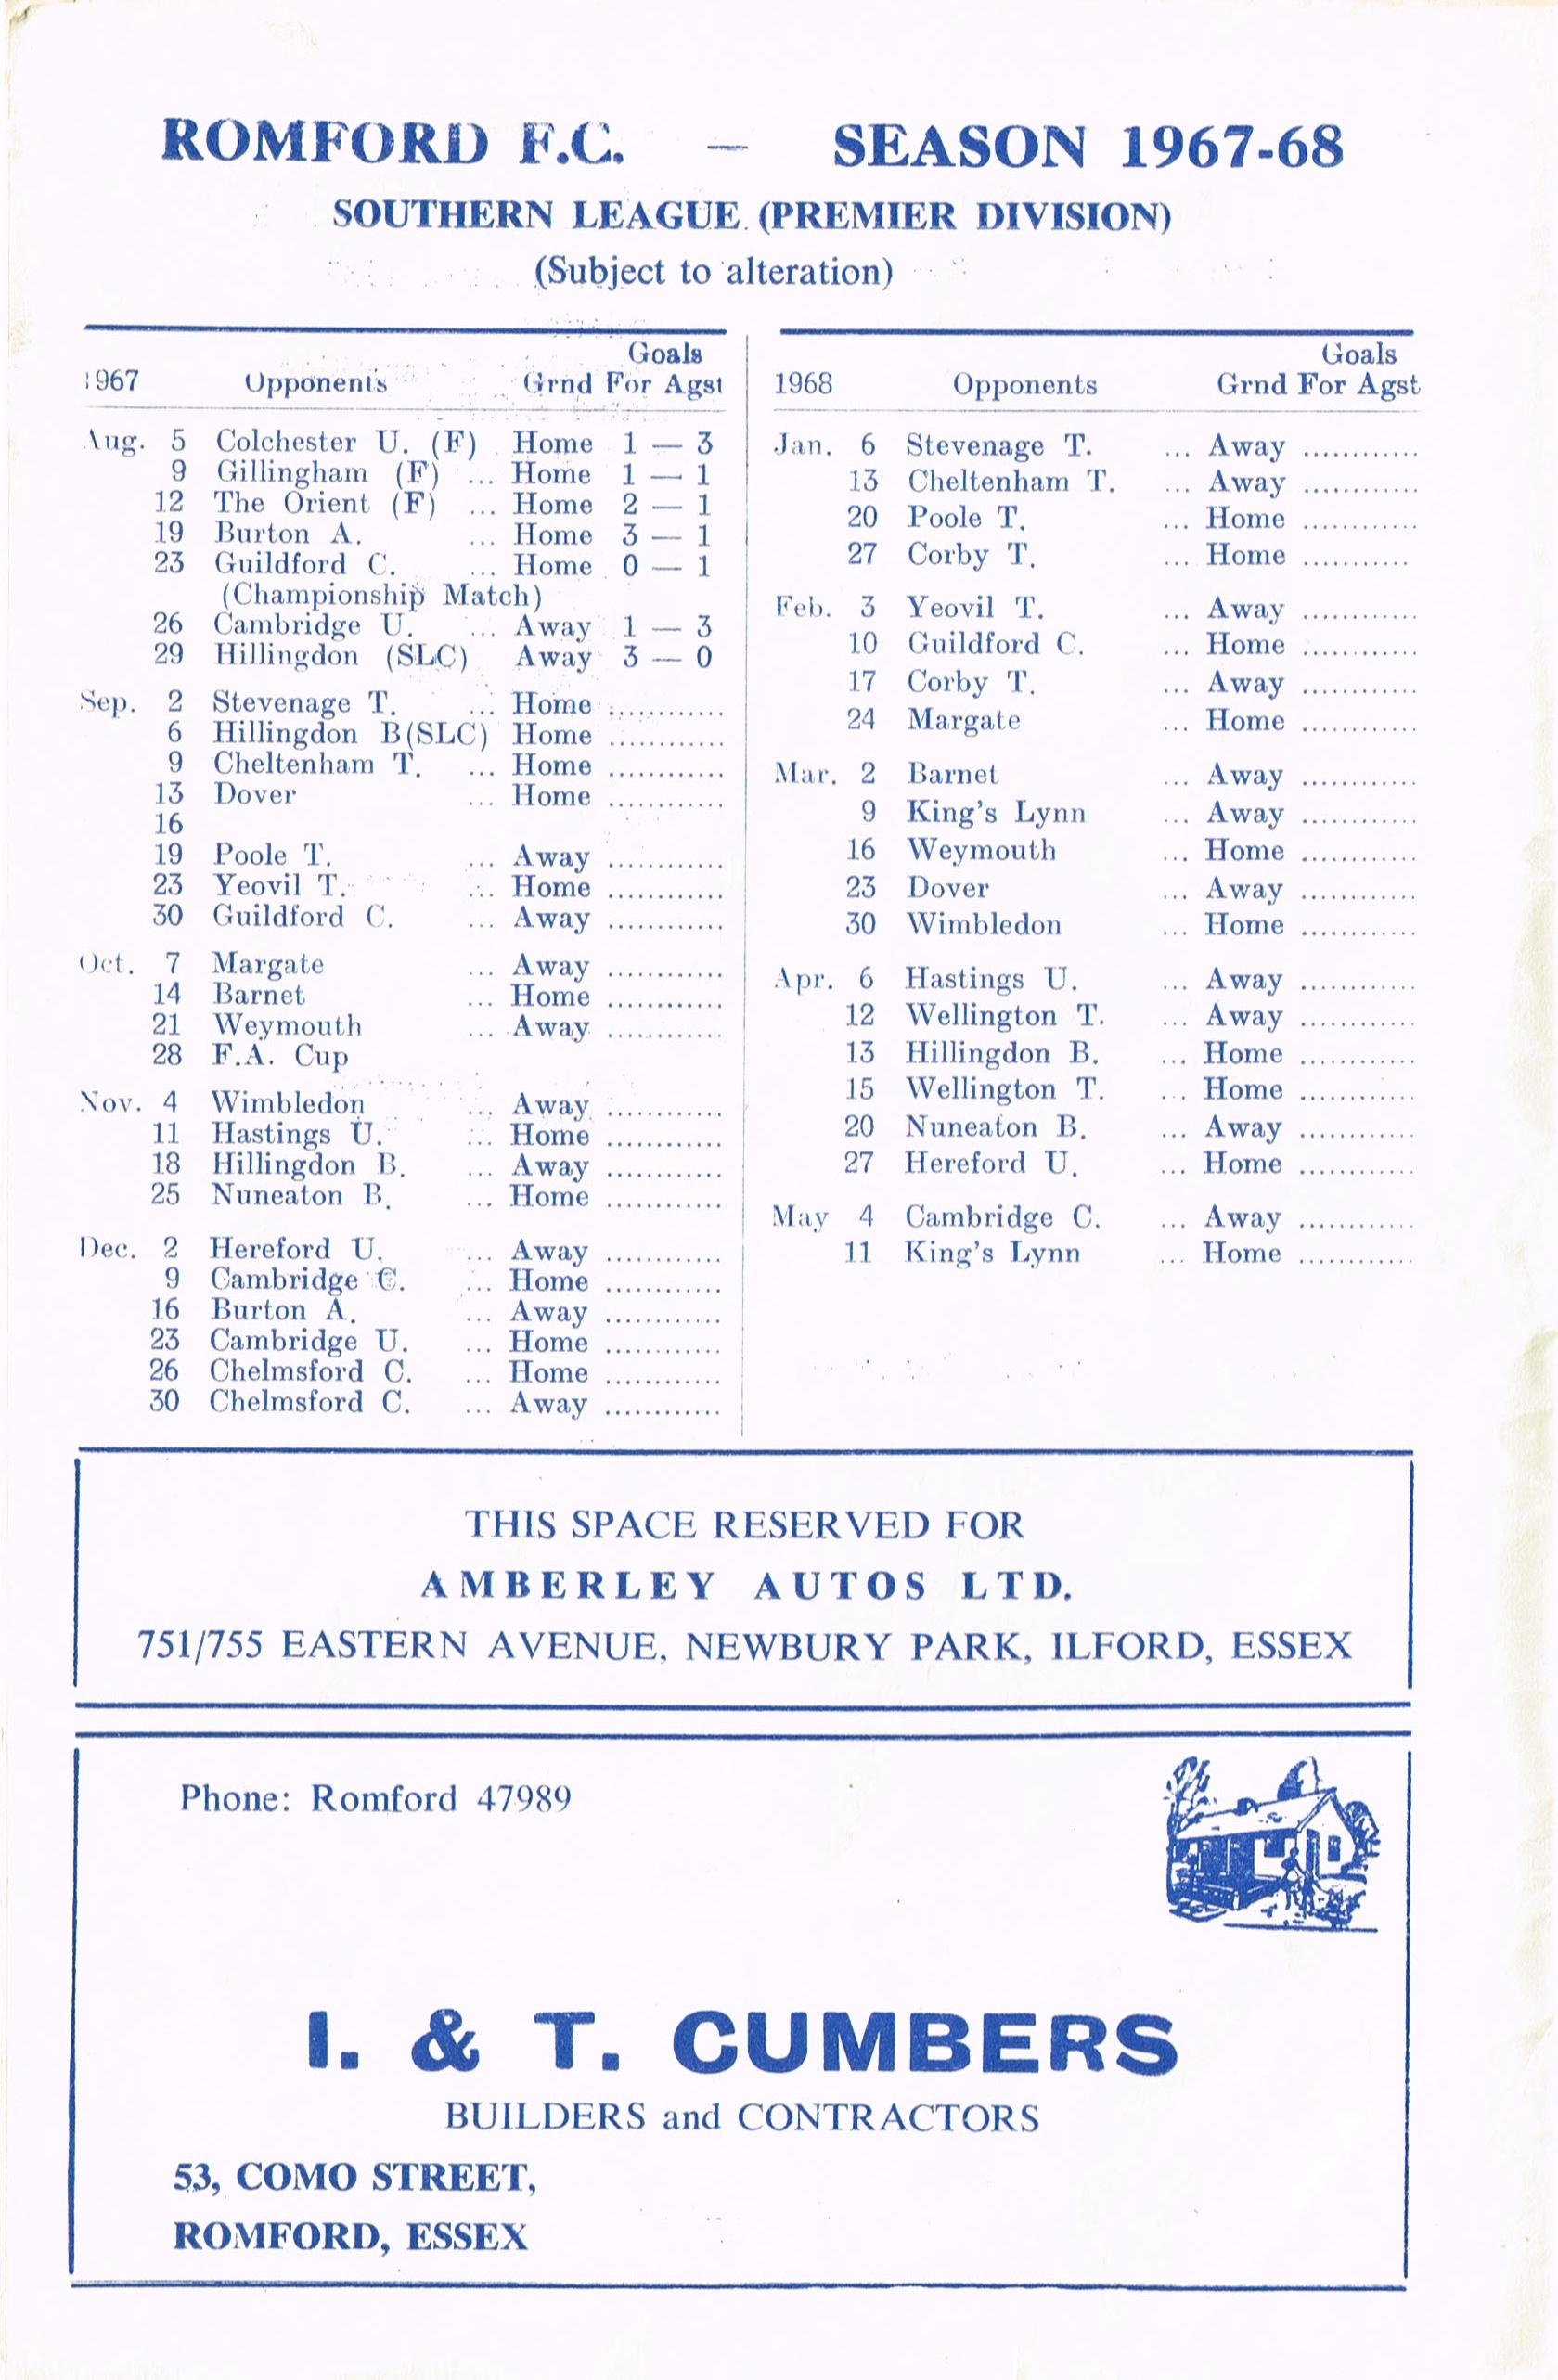 ROMFORD F.C. — SEASON 1967-68
SOUTHERN LEAGUE (PREMIER DIVISION)
(Subject to alteration)
Goals
1967 Opponents Grnd For Agst
Aug. 5 Colchester U. (F) Home 1 — 3
9 Gillingham (F) ... Home 1 — 1
12 The Orient (F) ... Home 2 — 1
19 Burton A. ... Home 3 — 1
23 Guildford C. ... Home 0 — 1
(Championship Match)
26 Cambridge U. ... Away 1 — 3
29 Hillingdon (SLC) Away 3 — 0
Sep. 2 Stevenage T. ... Home ............
6 Hillingdon B(SLC) Home ............
9 Cheltenham T. ... Home ............
13 Dover ... Home ............
16
19 Poole T. ... Away ............
23 Yeovil T. ... Home ............
30 Guildford C. ... Away ............
Oct. 7 Margate ... Away ............
14 Barnet ... Home ............
21 Weymouth ... Away ............
28 F.A. Cup
Nov. 4 Wimbledon ... Away ............
11 Hastings U. ... Home ............
18 Hillingdon B. ... Away ............
25 Nuneaton B. ... Home ............
Dec. 2 Hereford U. ... Away ............
9 Cambridge C. ... Home ............
16 Burton A. ... Away ............
23 Cambridge U. ... Home ............
26 Chelmsford C. ... Home ............
30 Chelmsford C. ... Away ............
Goals
1968 Opponents Grnd For Agst
Jan. 6 Stevenage T. ... Away ............
13 Cheltenham T. ... Away ............
20 Poole T. ... Home ............
27 Corby T. ... Home ............
Feb. 3 Yeovil T. ... Away ............
10 Guildford C. ... Home ............
17 Corby T. ... Away ............
24 Margate ... Home ............
Mar. 2 Barnet ... Away ............
9 King's Lynn ... Away ............
16 Weymouth ... Home ............
23 Dover ... Away ............
30 Wimbledon ... Home ............
Apr. 6 Hastings U. ... Away ............
12 Wellington T. ... Away ............
13 Hillingdon B. ... Home ............
15 Wellington T. ... Home ............
20 Nuneaton B. ... Away ............
27 Hereford U. ... Home ............
May 4 Cambridge C. ... Away ............
11 King's Lynn ... Home ............
THIS SPACE RESERVED FOR
AMBERLEY AUTOS LTD.
751/755 EASTERN AVENUE, NEWBURY PARK, ILFORD, ESSEX
Phone: Romford 47989
I. & T. CUMBERS
BUILDERS and CONTRACTORS
53, COMO STREET,
ROMFORD, ESSEX